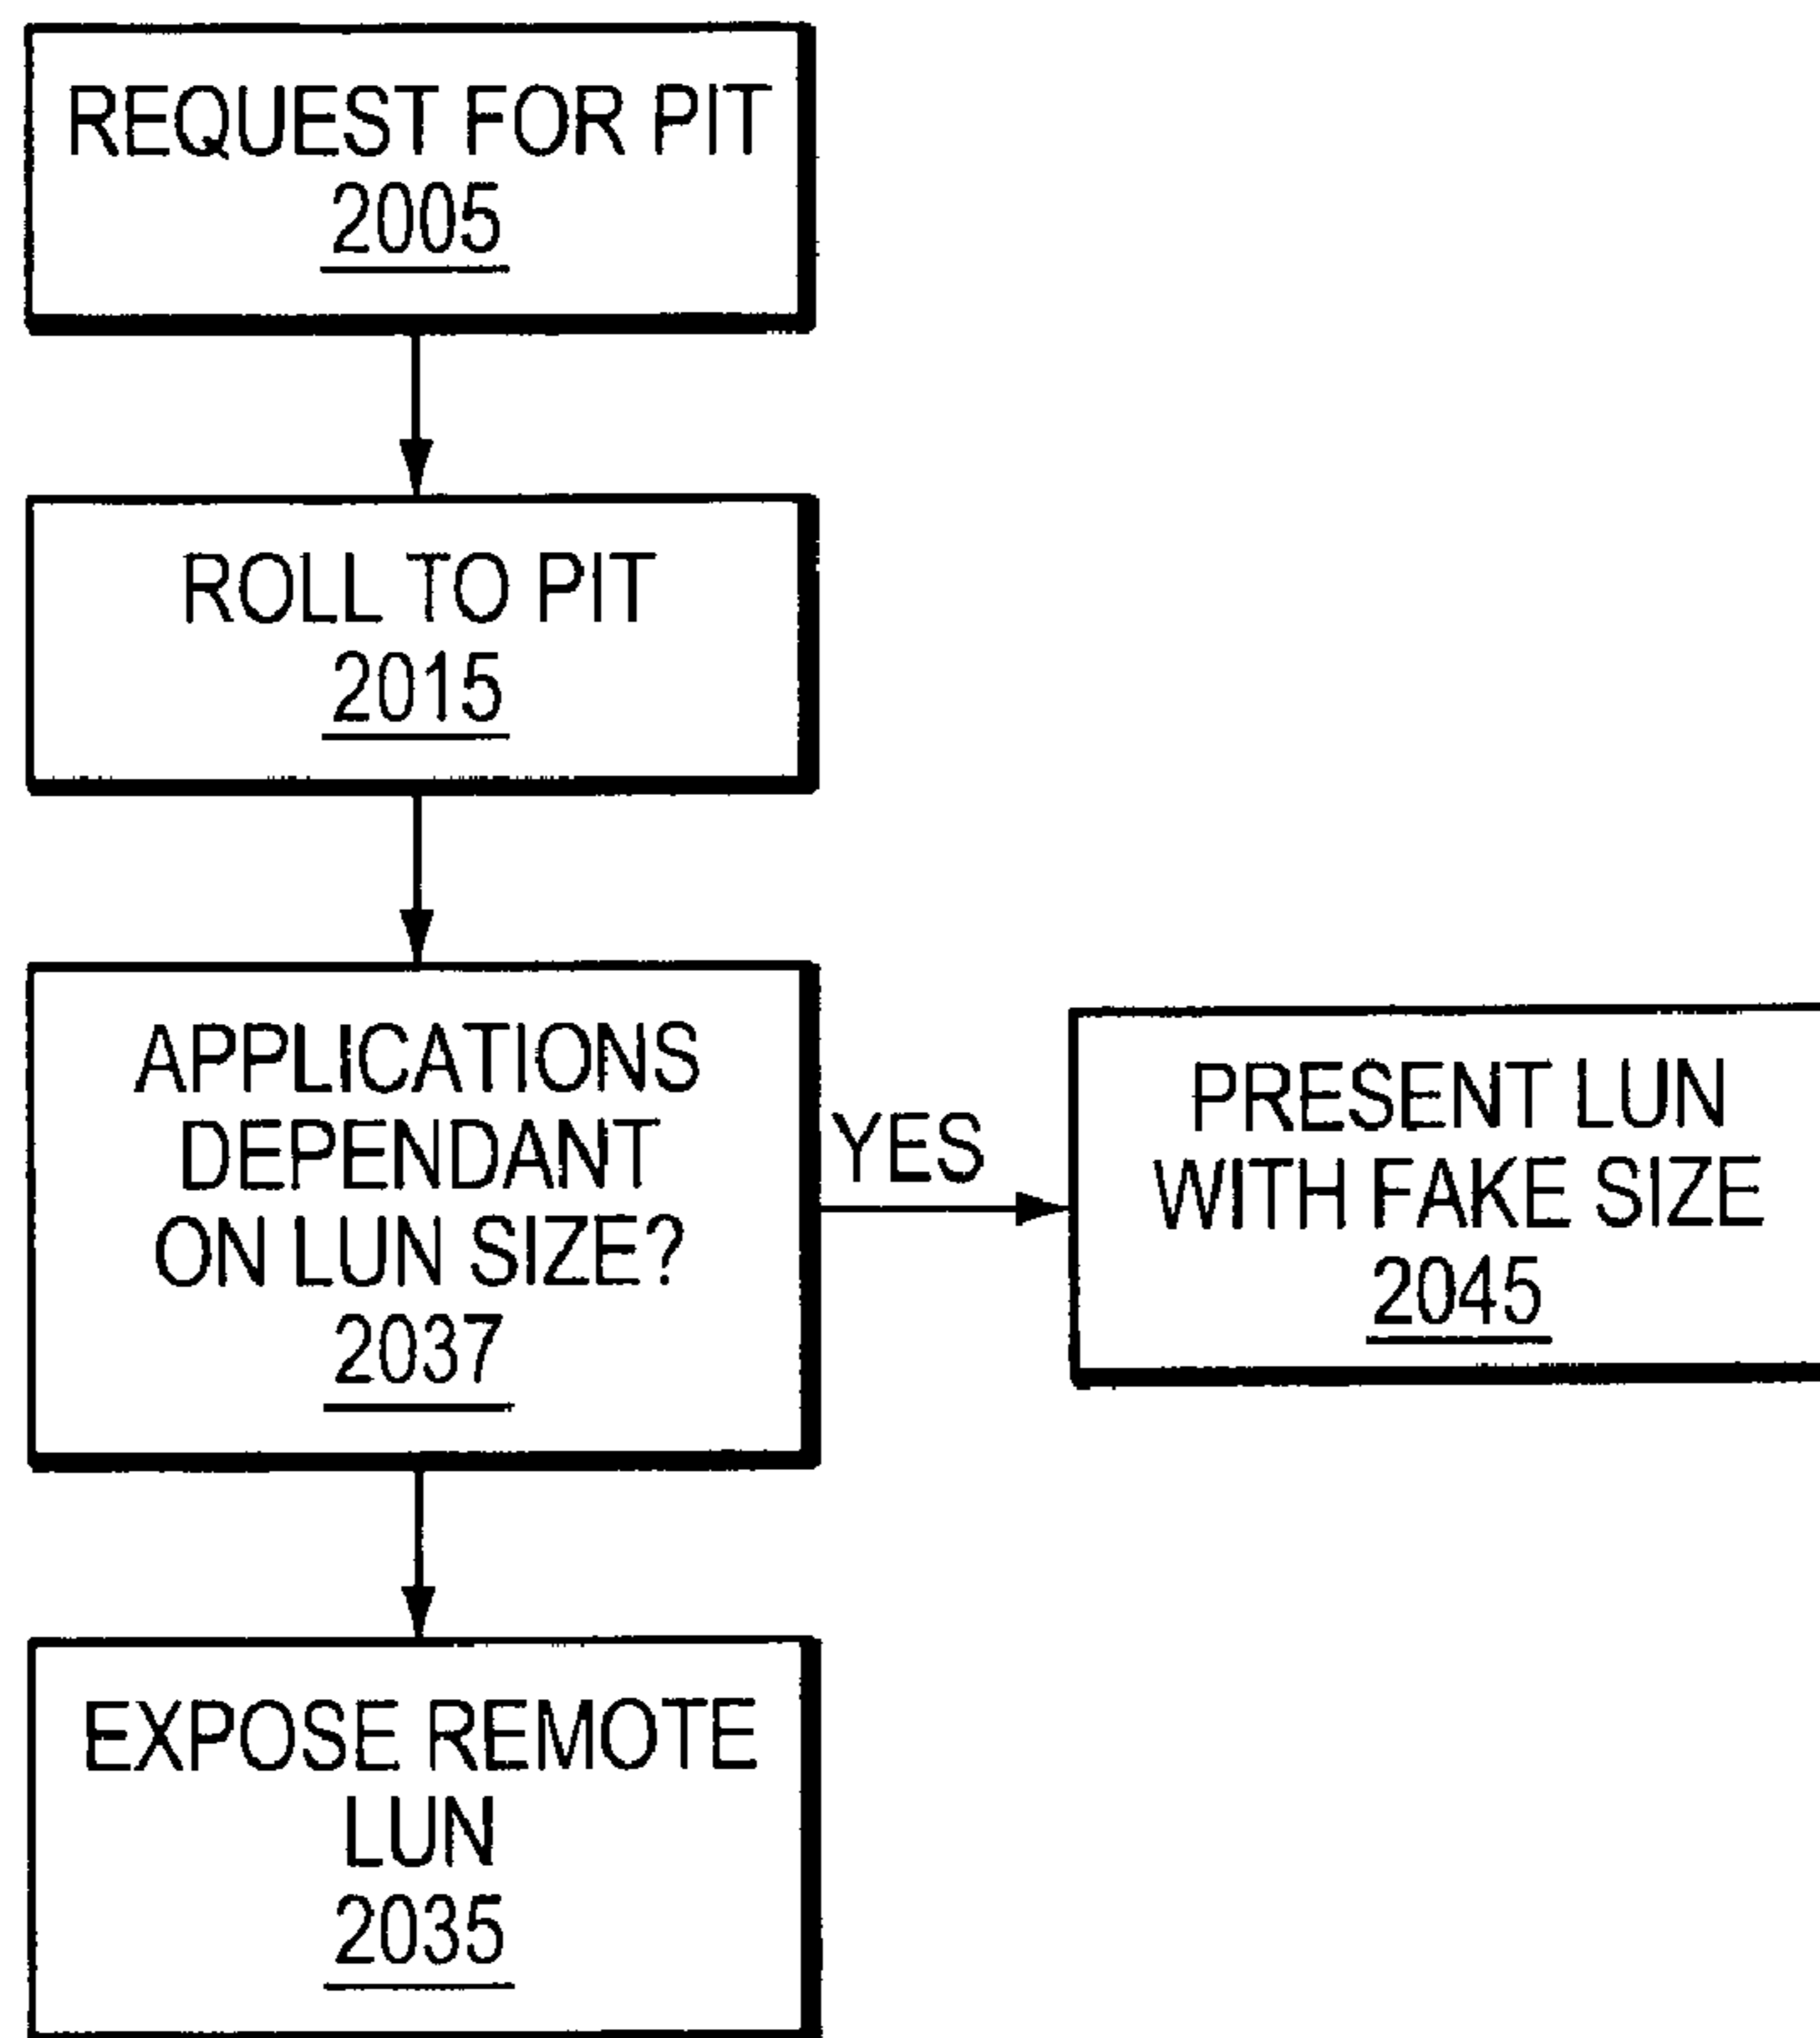 REQUEST FOR PIT
2005
ROLL TO PIT
2015
APPLICATIONS
DEPENDANT
ON LUN SIZE?
2037
YES
PRESENT LUN
WITH FAKE SIZE
2045
EXPOSE REMOTE
LUN
2035